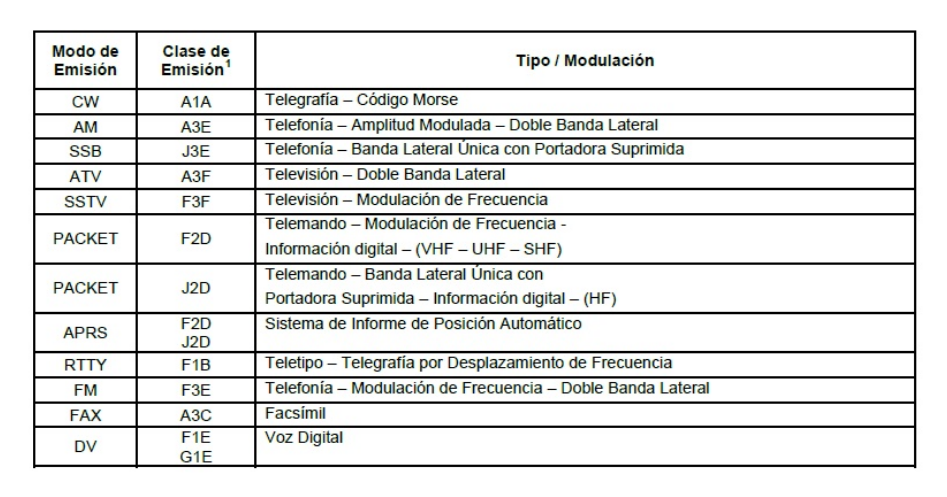 Modo de Emisión | Clase de Emisión¹ | Tipo / Modulación
CW | A1A | Telegrafía – Código Morse
AM | A3E | Telefonía – Amplitud Modulada – Doble Banda Lateral
SSB | J3E | Telefonía – Banda Lateral Única con Portadora Suprimida
ATV | A3F | Televisión – Doble Banda Lateral
SSTV | F3F | Televisión – Modulación de Frecuencia
PACKET | F2D | Telemando – Modulación de Frecuencia -
Información digital – (VHF – UHF – SHF)
PACKET | J2D | Telemando – Banda Lateral Única con
Portadora Suprimida – Información digital – (HF)
APRS | F2D J2D | Sistema de Informe de Posición Automático
RTTY | F1B | Teletipo – Telegrafía por Desplazamiento de Frecuencia
FM | F3E | Telefonía – Modulación de Frecuencia – Doble Banda Lateral
FAX | A3C | Facsímil
DV | F1E G1E | Voz Digital